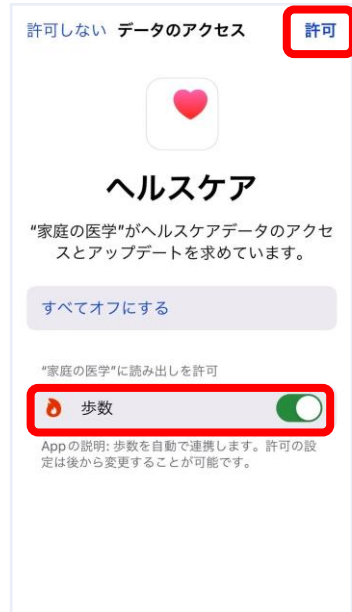 許可しない データのアクセス 許可
ヘルスケア
“家庭の医学”がヘルスケアデータのアクセ
スとアップデートを求めています。
すべてオフにする
“家庭の医学”に読み出しを許可
歩数
Appの説明: 歩数を自動で連携します。許可の設
定は後から変更することが可能です。